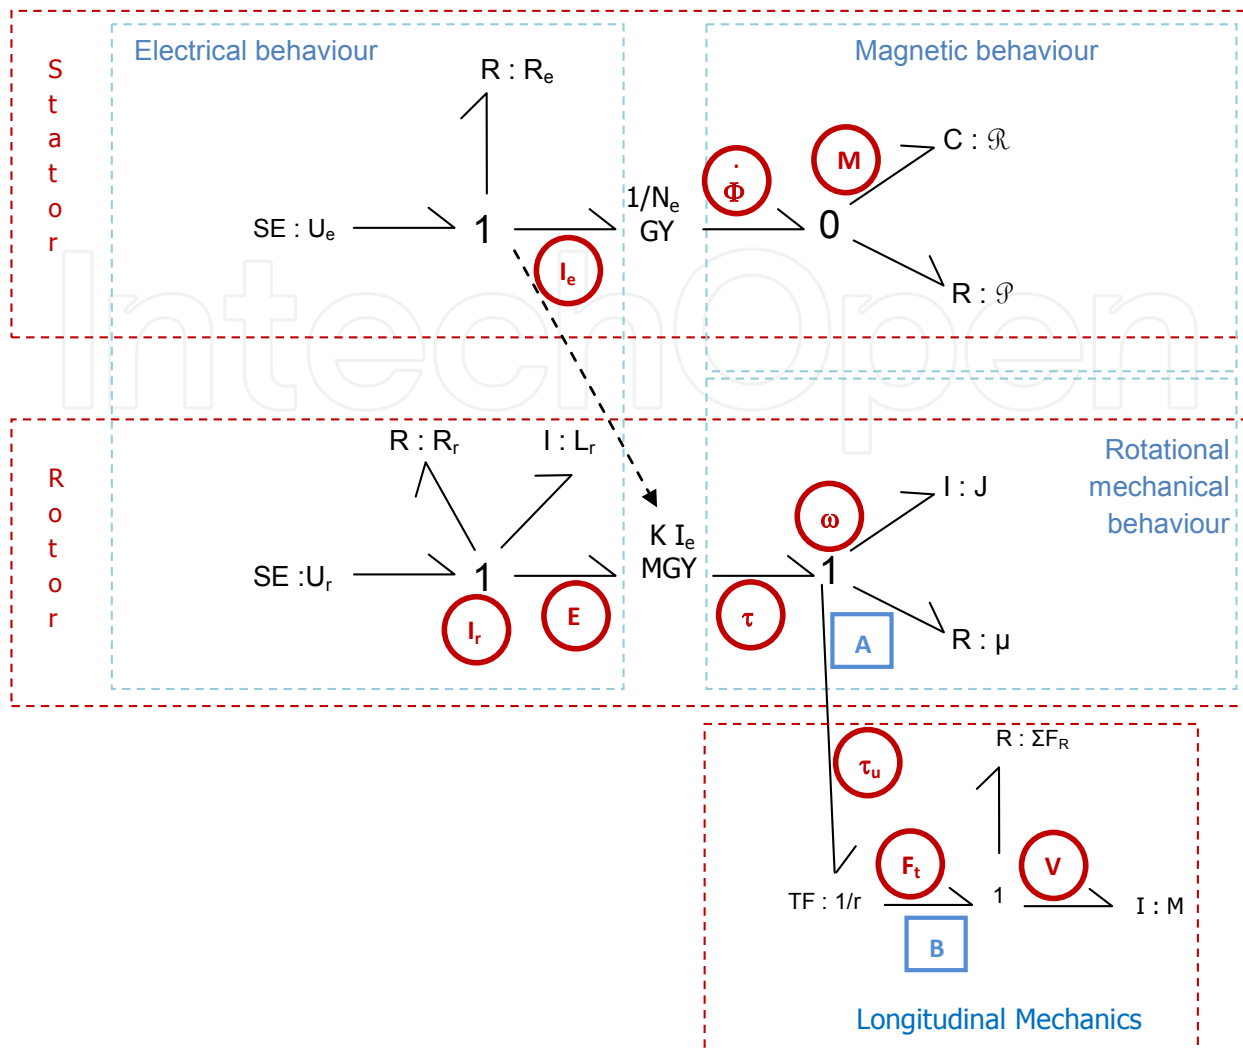 Electrical behaviour
Magnetic behaviour
Stator
R : Rₑ
C : ℛ
M
Φ̇
1/Nₑ
GY
SE : Uₑ
1
0
Iₑ
R : 𝒫
IntechOpen
Rotor
R : Rᵣ
I : Lᵣ
Rotational
mechanical
behaviour
I : J
ω
K Iₑ
MGY
SE :Uᵣ
1
1
Iᵣ
E
τ
A
R : μ
R : ΣF_R
τᵤ
Fₜ
V
TF : 1/r
1
I : M
B
Longitudinal Mechanics